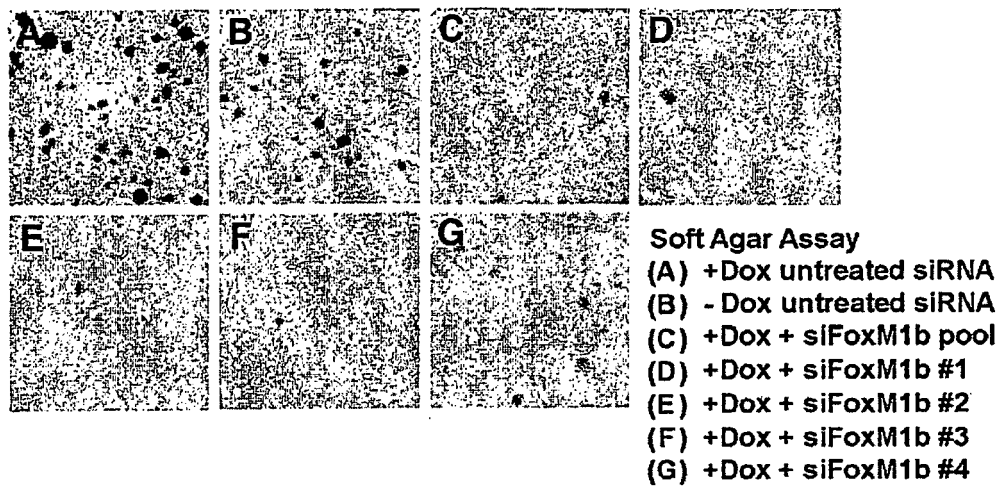 A B C D
E F G
Soft Agar Assay
(A) +Dox untreated siRNA
(B) - Dox untreated siRNA
(C) +Dox + siFoxM1b pool
(D) +Dox + siFoxM1b #1
(E) +Dox + siFoxM1b #2
(F) +Dox + siFoxM1b #3
(G) +Dox + siFoxM1b #4